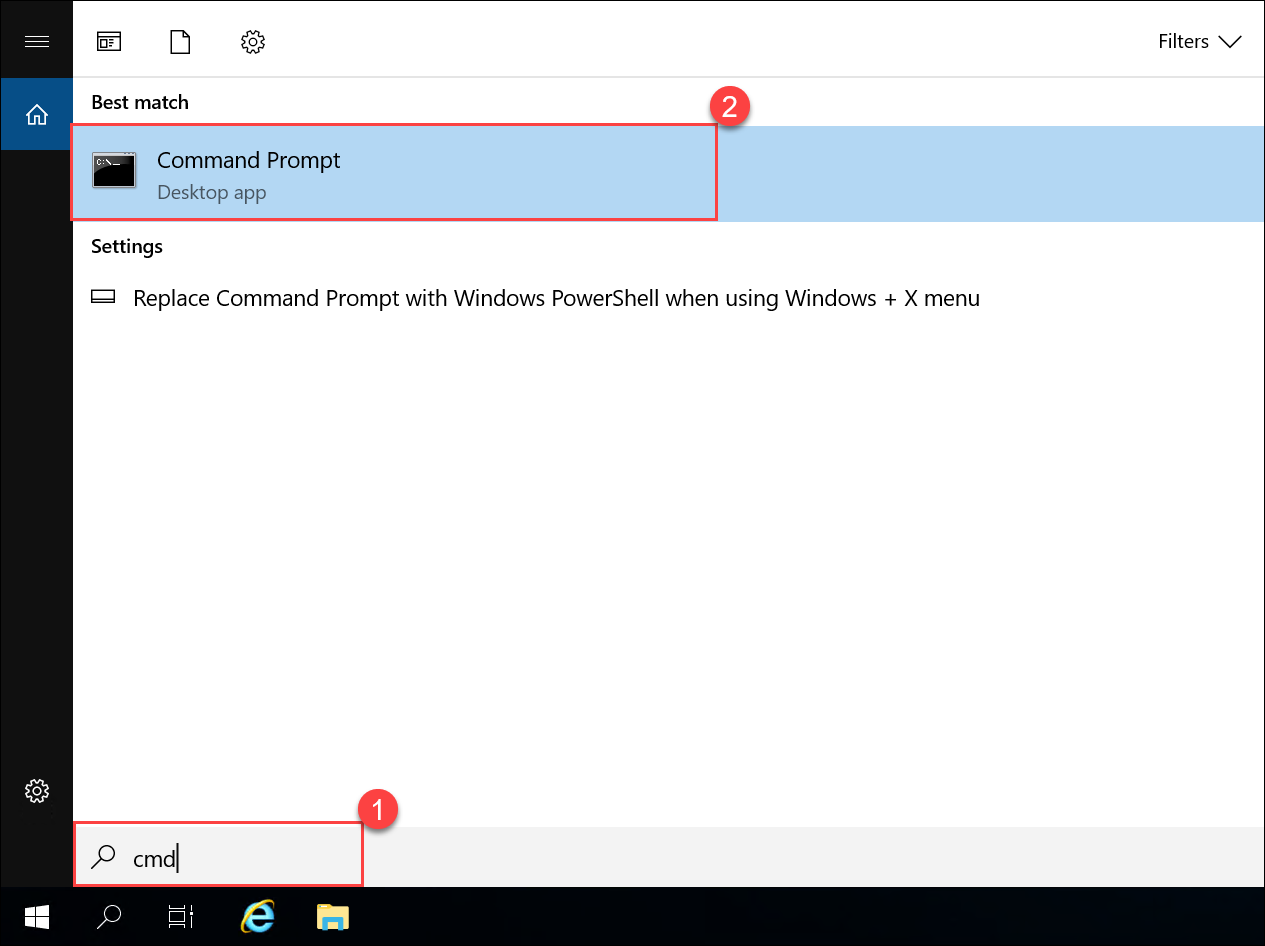 Filters
Best match
2
Command Prompt
Desktop app
Settings
Replace Command Prompt with Windows PowerShell when using Windows + X menu
1
cmd